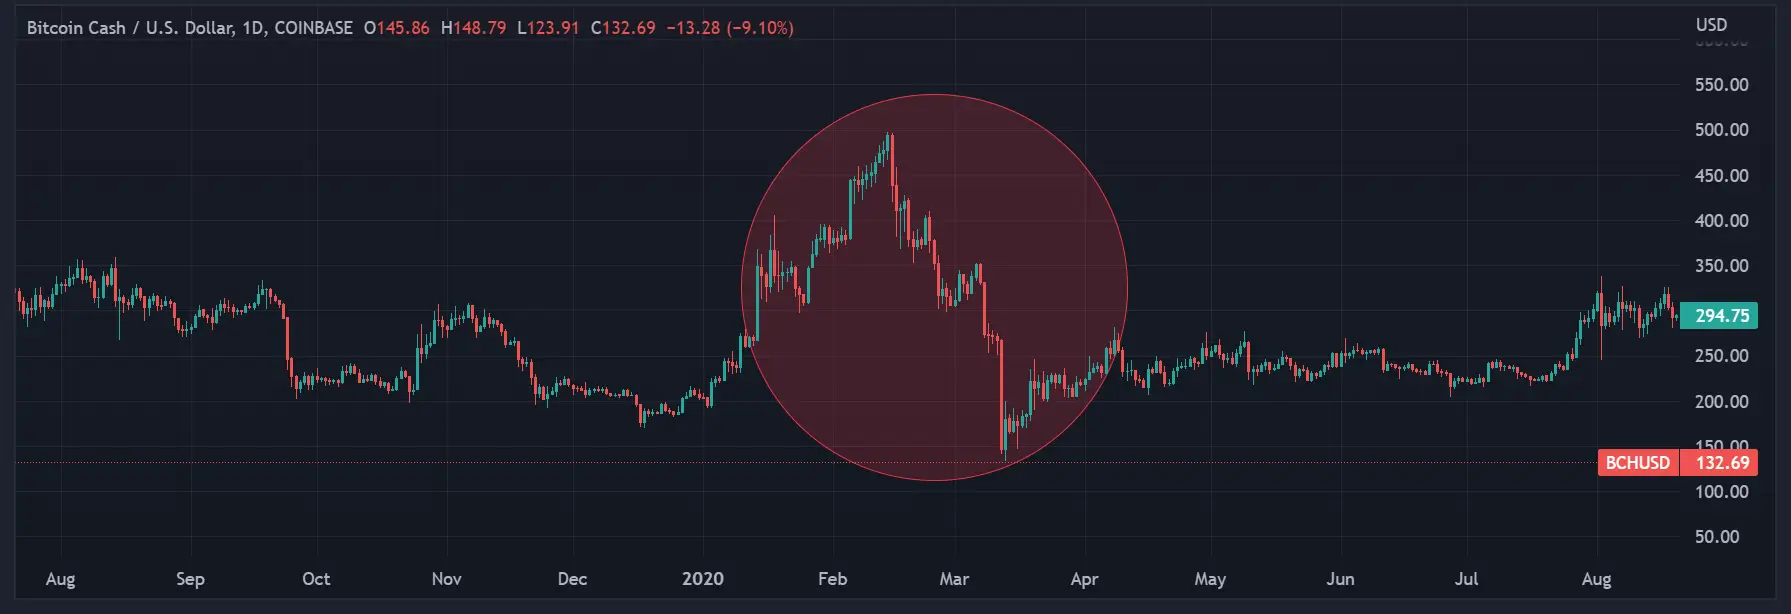 Bitcoin Cash / U.S. Dollar, 1D, COINBASE O145.86 H148.79 L123.91 C132.69 −13.28 (−9.10%)
USD
550.00
500.00
450.00
400.00
350.00
294.75
250.00
200.00
150.00
BCHUSD 132.69
100.00
50.00
Aug Sep Oct Nov Dec 2020 Feb Mar Apr May Jun Jul Aug